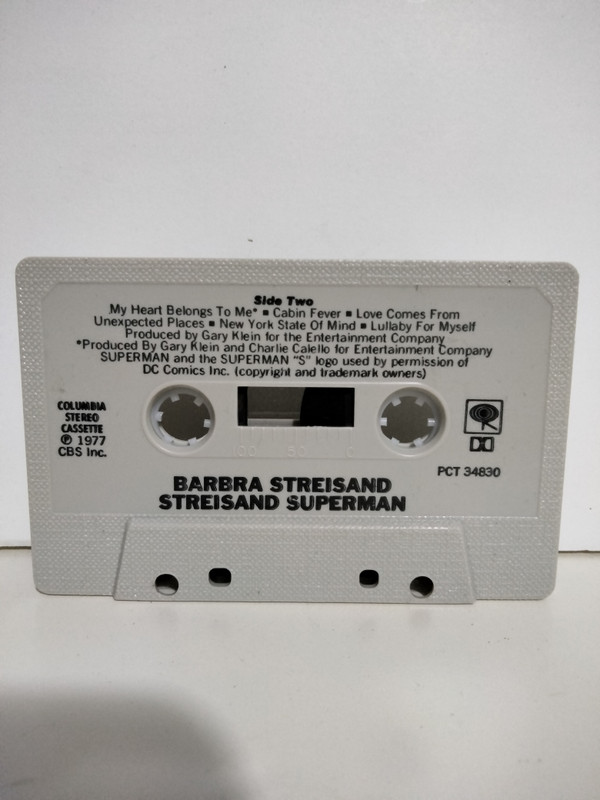 Side Two
My Heart Belongs To Me* ▪ Cabin Fever ▪ Love Comes From
Unexpected Places ▪ New York State Of Mind ▪ Lullaby For Myself
Produced by Gary Klein for the Entertainment Company
*Produced By Gary Klein and Charlie Calello for Entertainment Company
SUPERMAN and the SUPERMAN "S" logo used by permission of
DC Comics Inc. (copyright and trademark owners)
COLUMBIA
STEREO
CASSETTE
Ⓟ 1977
CBS Inc.
100 50 0
PCT 34830
BARBRA STREISAND
STREISAND SUPERMAN